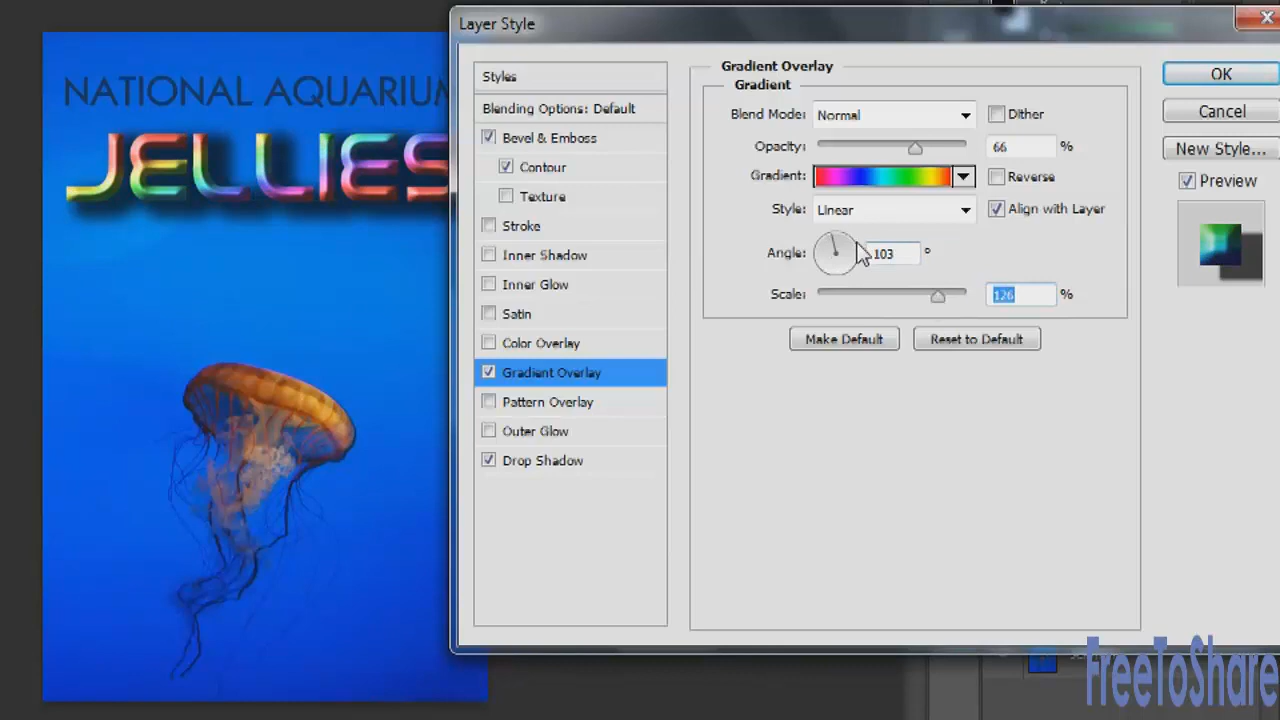 Layer Style
NATIONAL AQUARIUM
JELLIES
Styles
Blending Options: Default
Bevel & Emboss
Contour
Texture
Stroke
Inner Shadow
Inner Glow
Satin
Color Overlay
Gradient Overlay
Pattern Overlay
Outer Glow
Drop Shadow
Gradient Overlay
Gradient
Blend Mode: Normal Dither
Opacity: 66 %
Gradient: Reverse
Style: Linear Align with Layer
Angle: 103 °
Scale: 126 %
Make Default Reset to Default
OK
Cancel
New Style...
Preview
FreeToShare